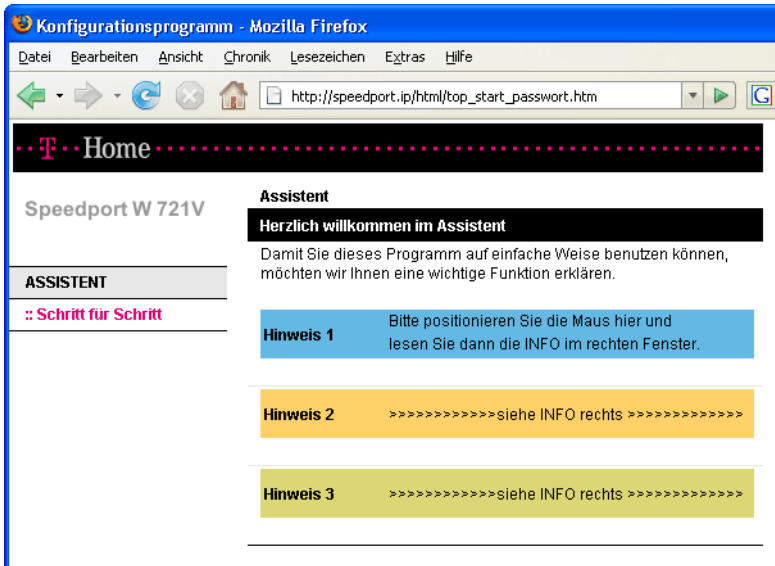 Konfigurationsprogramm - Mozilla Firefox
Datei Bearbeiten Ansicht Chronik Lesezeichen Extras Hilfe
http://speedport.ip/html/top_start_passwort.htm
G
··T··Home
Speedport W 721V
ASSISTENT
:: Schritt für Schritt
Assistent
Herzlich willkommen im Assistent
Damit Sie dieses Programm auf einfache Weise benutzen können,
möchten wir Ihnen eine wichtige Funktion erklären.
Hinweis 1 Bitte positionieren Sie die Maus hier und
lesen Sie dann die INFO im rechten Fenster.
Hinweis 2 >>>>>>>>>>>>siehe INFO rechts >>>>>>>>>>>>>
Hinweis 3 >>>>>>>>>>>>siehe INFO rechts >>>>>>>>>>>>>